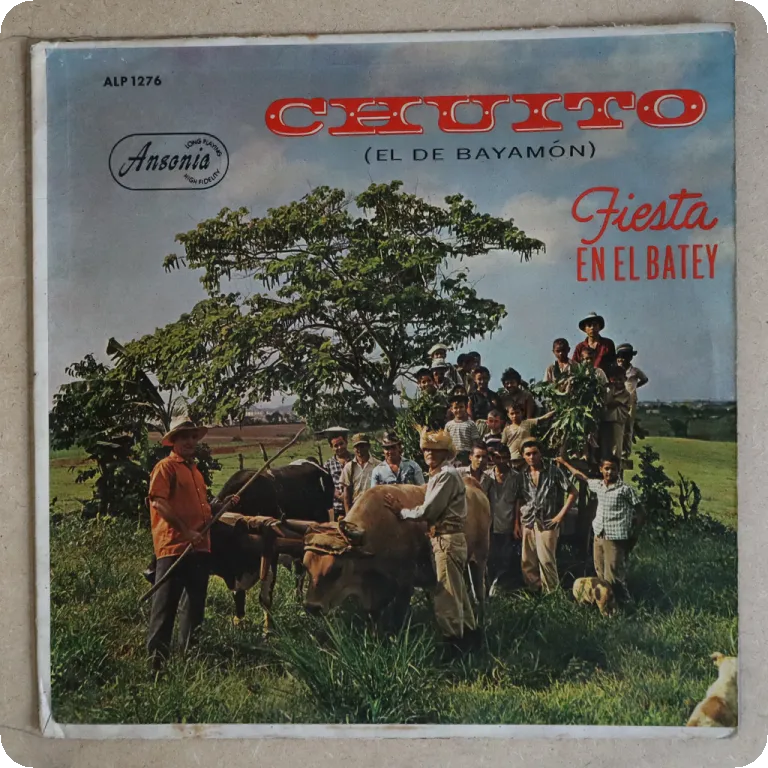 ALP 1276
CHUITO
(EL DE BAYAMÓN)
Ansonia
LONG PLAYING
HIGH FIDELITY
Fiesta
EN EL BATEY